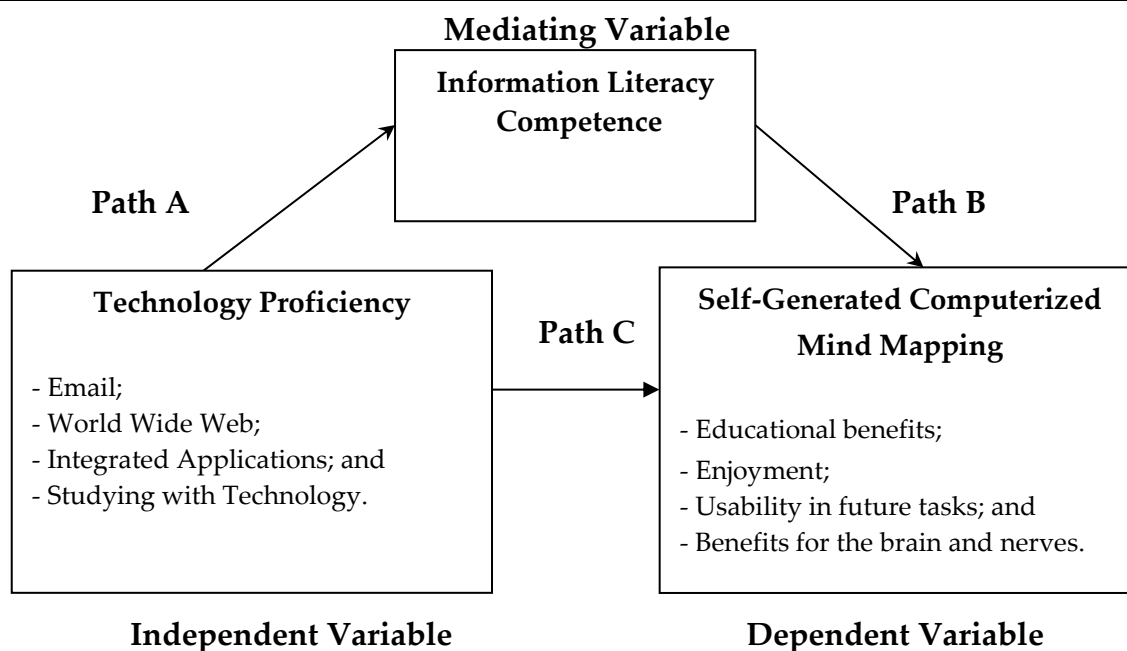 Mediating Variable
Information Literacy
Competence
Path A
Path B
Technology Proficiency
- Email;
- World Wide Web;
- Integrated Applications; and
- Studying with Technology.
Path C
Self-Generated Computerized
Mind Mapping
- Educational benefits;
- Enjoyment;
- Usability in future tasks; and
- Benefits for the brain and nerves.
Independent Variable
Dependent Variable